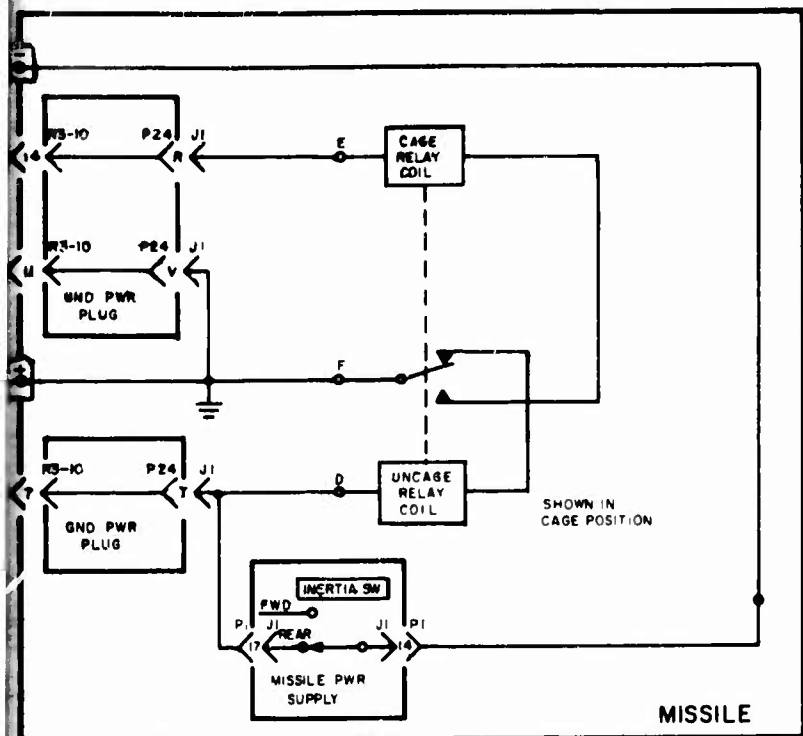 -
R3-10 P24 J1
14 R E
CAGE
RELAY
COIL
R3-10 P24 J1
U V
GND PWR
PLUG
+
F
R3-10 P24 J1
7 T D
GND PWR
PLUG
UNCAGE
RELAY
COIL
SHOWN IN
CAGE POSITION
INERTIA SW
FWD
P1 J1 REAR J1 P1
17 14
MISSILE PWR
SUPPLY
MISSILE